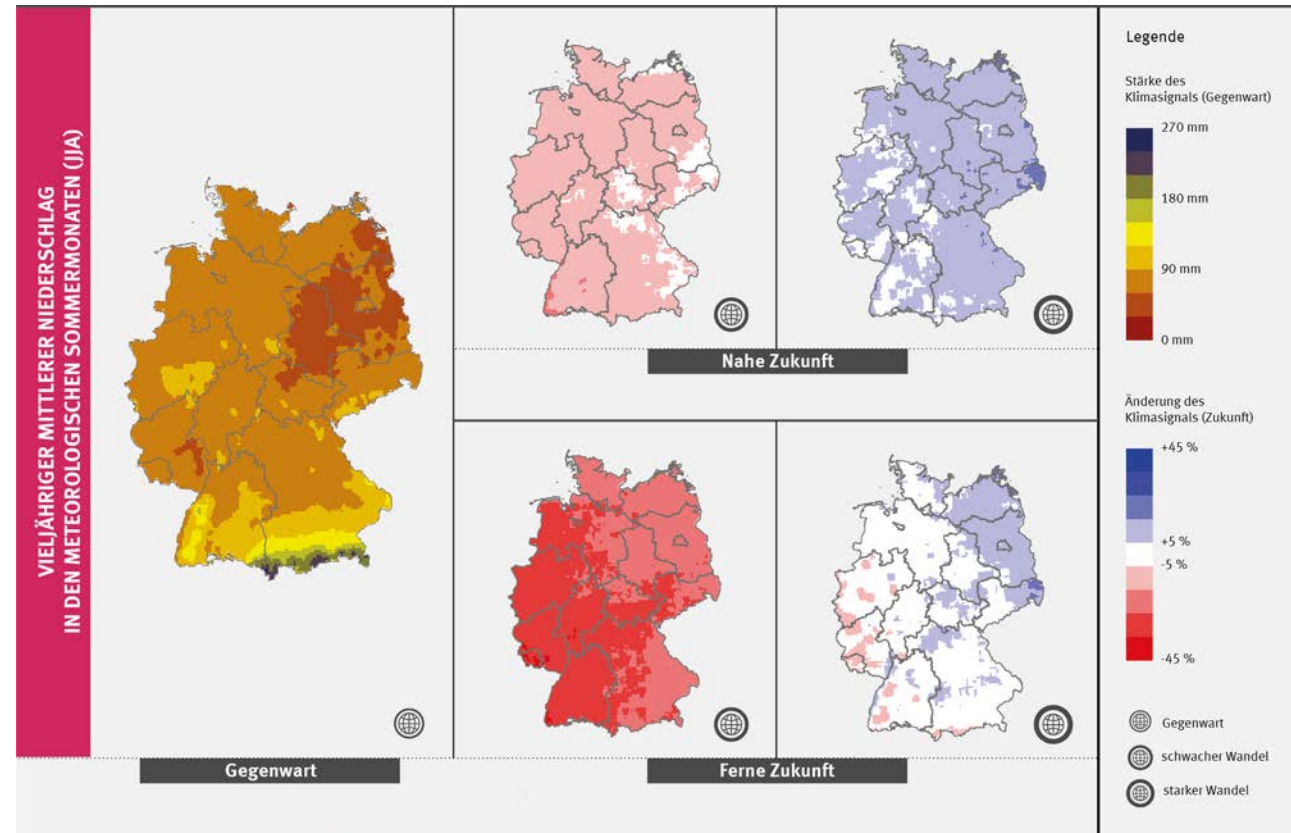 VIELJÄHRIGER MITTLERER NIEDERSCHLAG
IN DEN METEOROLOGISCHEN SOMMERMONATEN (JJA)
Gegenwart
Nahe Zukunft
Ferne Zukunft
Legende
Stärke des
Klimasignals (Gegenwart)
270 mm
180 mm
90 mm
0 mm
Änderung des
Klimasignals (Zukunft)
+45 %
+5 %
-5 %
-45 %
Gegenwart
schwacher Wandel
starker Wandel